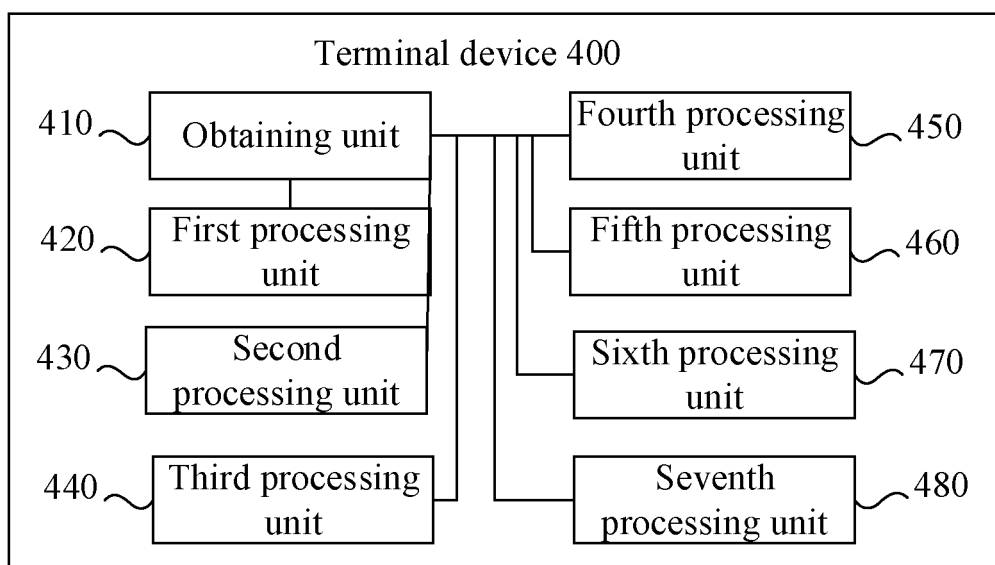 Terminal device 400
410
Obtaining unit
Fourth processing
unit
450
420
First processing
unit
Fifth processing
unit
460
430
Second
processing unit
Sixth processing
unit
470
440
Third processing
unit
Seventh
processing unit
480